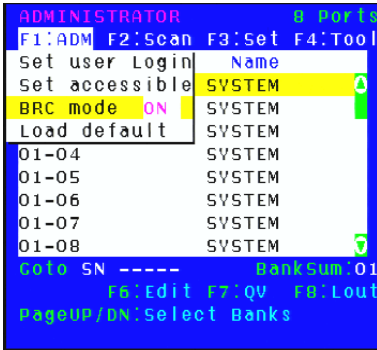 ADMINISTRATOR 8 Ports
F1:ADM F2:Scan F3:Set F4:Tool
Set user Login Name
Set accessible SYSTEM
BRC mode ON SYSTEM
Load default SYSTEM
01-04 SYSTEM
01-05 SYSTEM
01-06 SYSTEM
01-07 SYSTEM
01-08 SYSTEM
Goto SN ----- BankSum:01
F6:Edit F7:QV F8:Lout
PageUP/DN:Select Banks